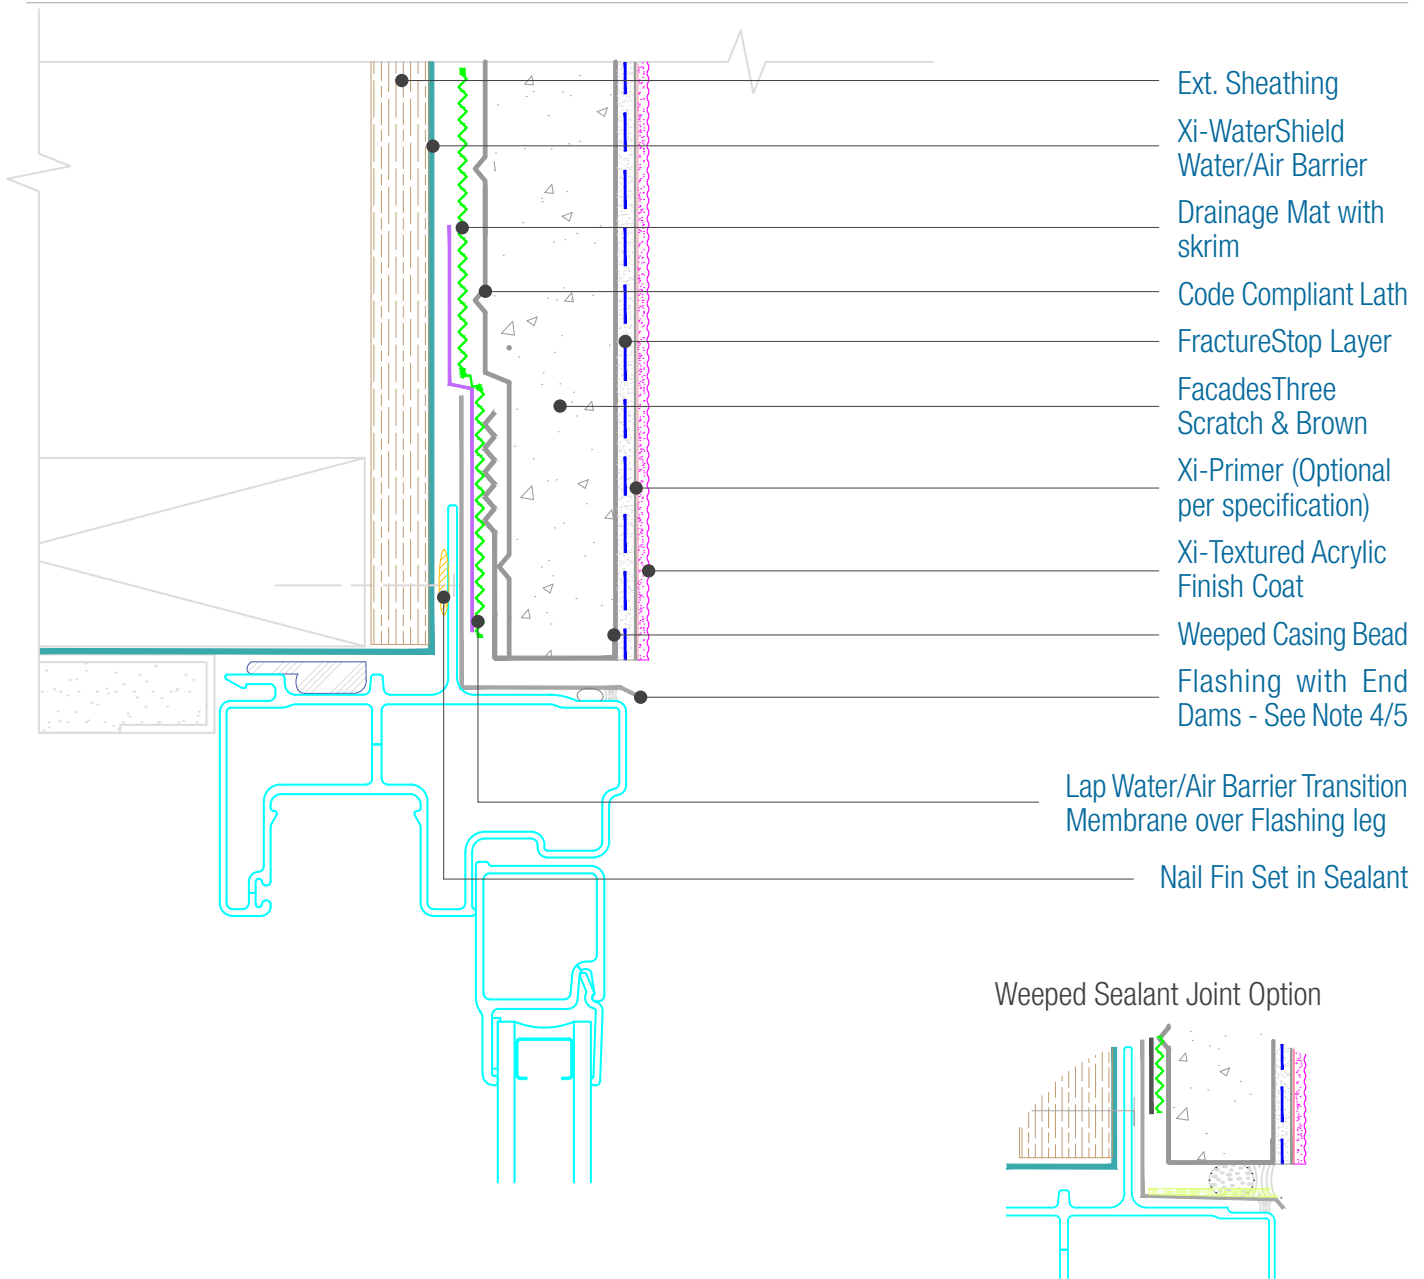 Ext. Sheathing
Xi-WaterShield
Water/Air Barrier
Drainage Mat with
skrim
Code Compliant Lath
FractureStop Layer
FacadesThree
Scratch & Brown
Xi-Primer (Optional
per specification)
Xi-Textured Acrylic
Finish Coat
Weeped Casing Bead
Flashing with End
Dams - See Note 4/5
Lap Water/Air Barrier Transition
Membrane over Flashing leg
Nail Fin Set in Sealant
Weeped Sealant Joint Option